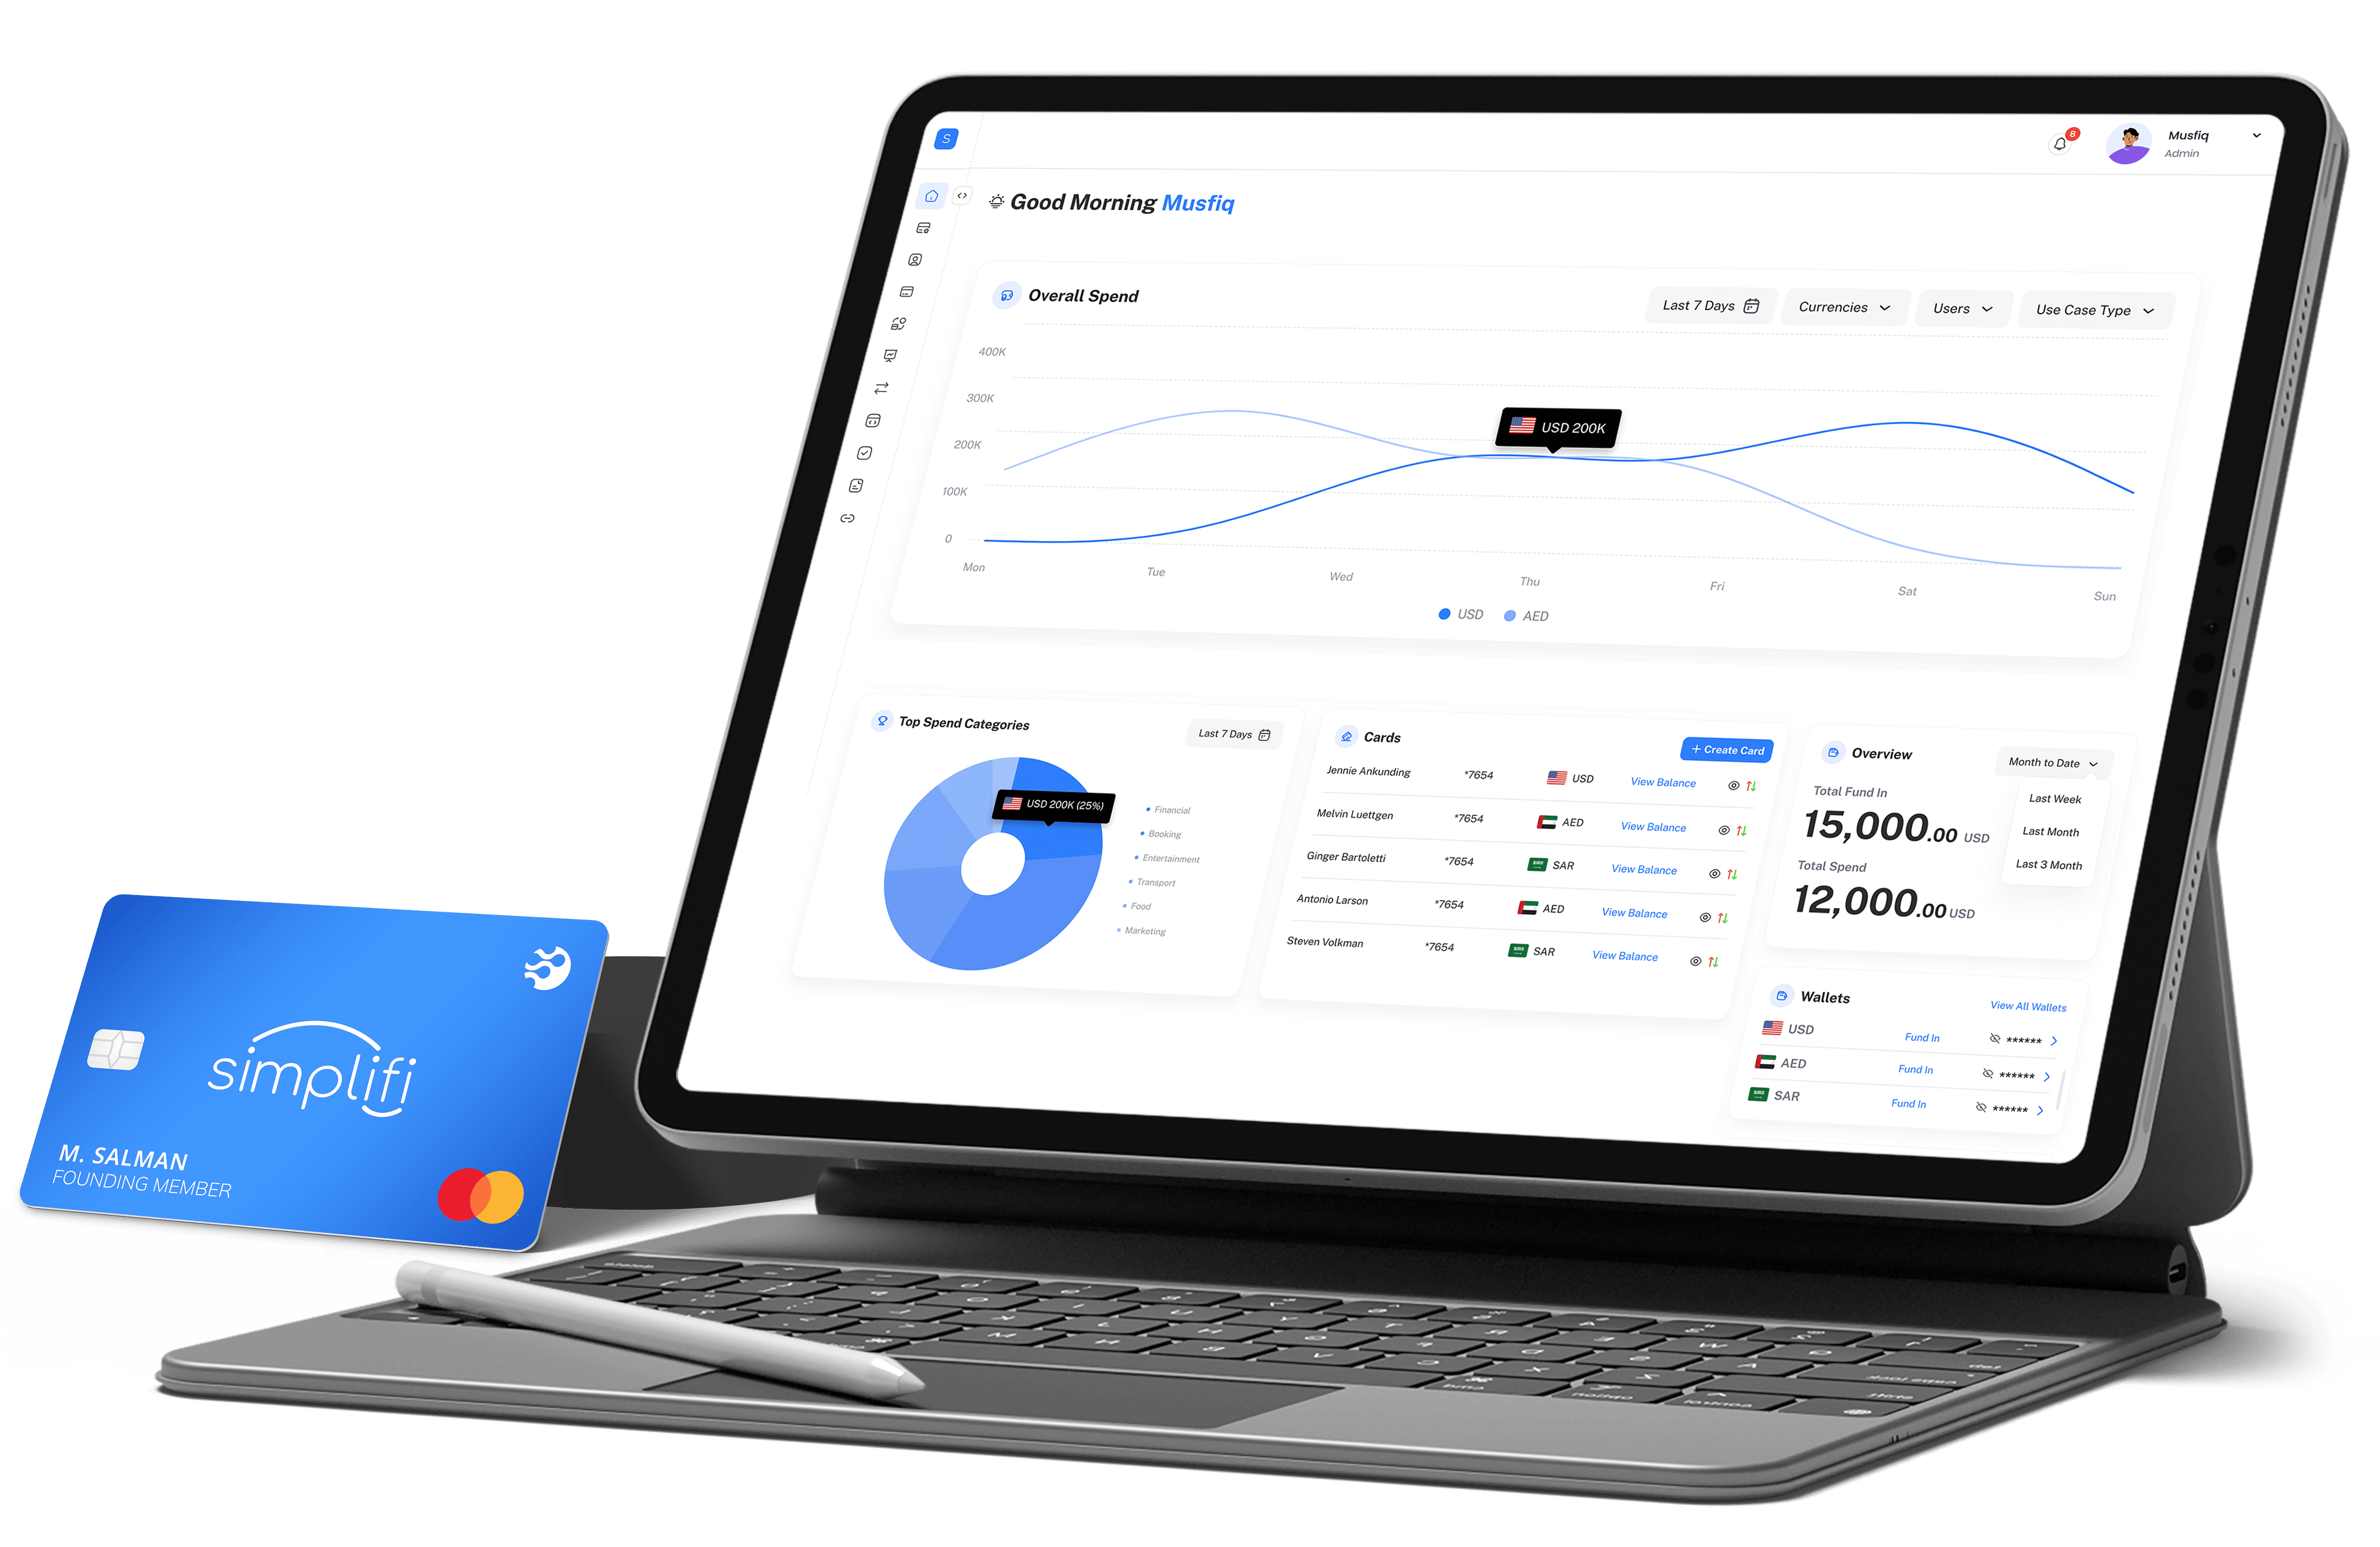 S
8
Musfiq
Admin
Good Morning Musfiq
Overall Spend
Last 7 Days
Currencies
Users
Use Case Type
400K
300K
200K
100K
0
USD 200K
Mon
Tue
Wed
Thu
Fri
Sat
Sun
USD
AED
Top Spend Categories
Last 7 Days
USD 200K (25%)
Financial
Booking
Entertainment
Transport
Food
Marketing
Cards
+ Create Card
Jennie Ankunding *7654 USD View Balance
Melvin Luettgen *7654 AED View Balance
Ginger Bartoletti *7654 SAR View Balance
Antonio Larson *7654 AED View Balance
Steven Volkman *7654 SAR View Balance
Overview
Month to Date
Last Week
Last Month
Last 3 Month
Total Fund In
15,000.00 USD
Total Spend
12,000.00 USD
Wallets
View All Wallets
USD Fund In ******
AED Fund In ******
SAR Fund In ******
simplifi
M. SALMAN
FOUNDING MEMBER